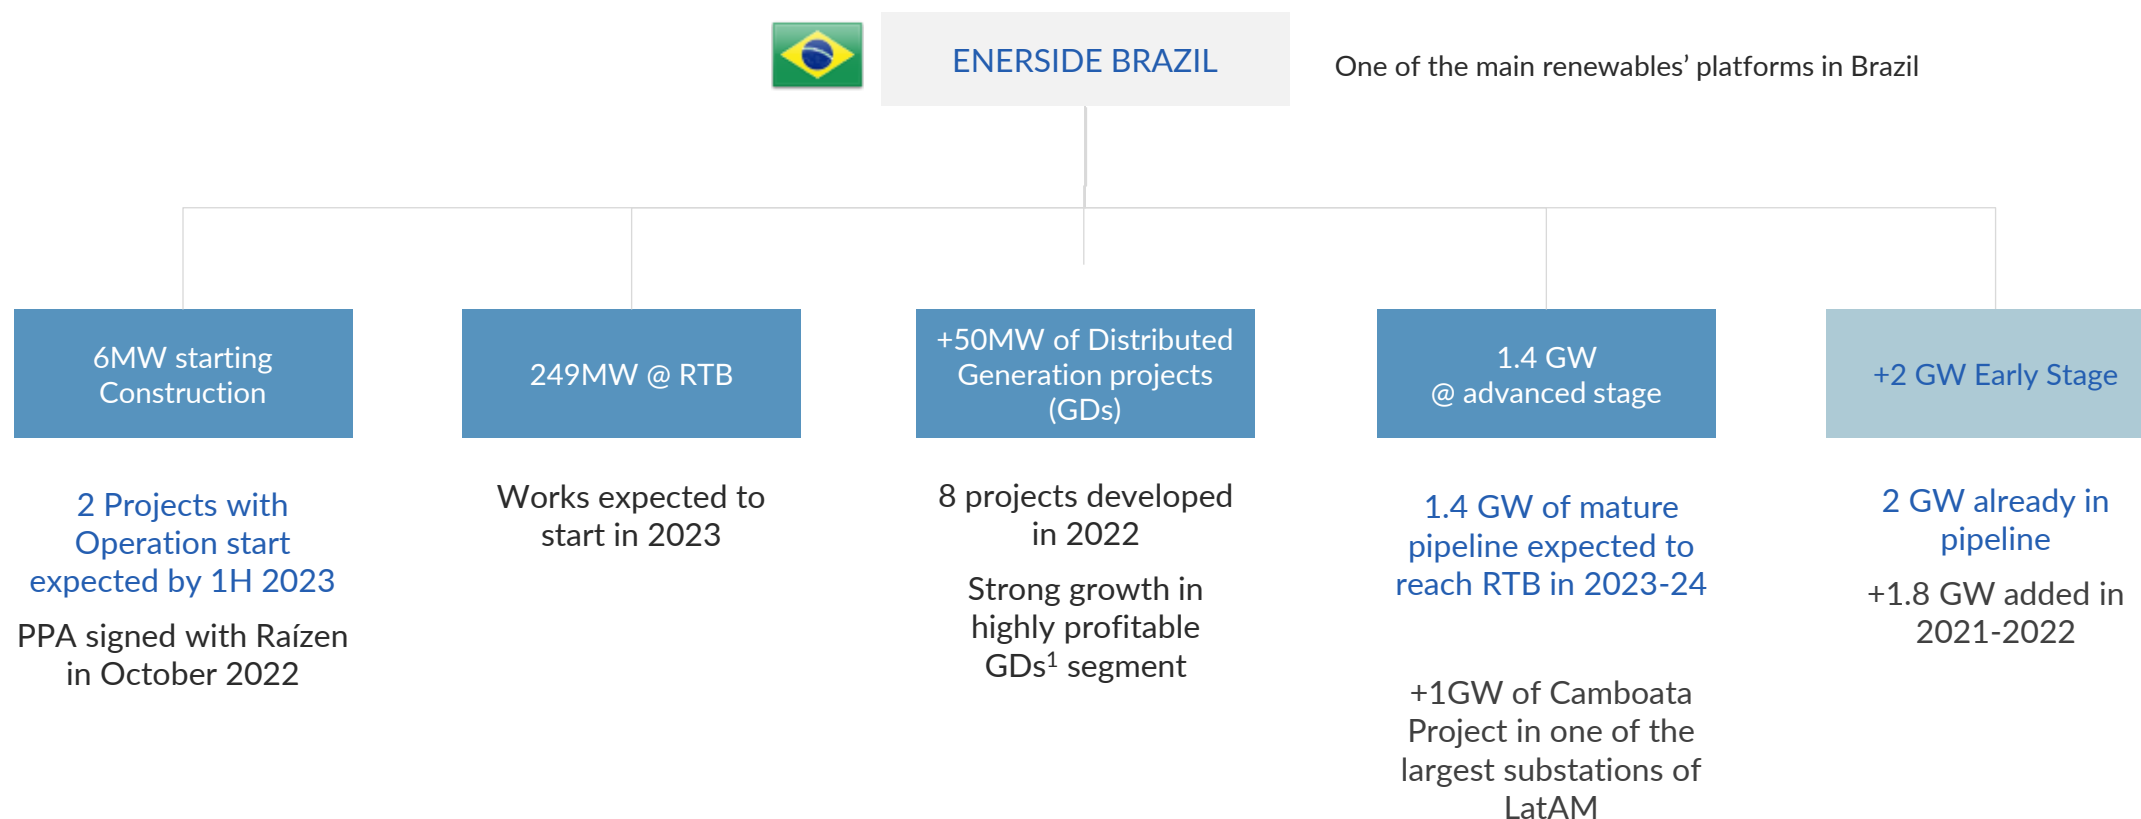 ENERSIDE BRAZIL
One of the main renewables’ platforms in Brazil
6MW starting
Construction
249MW @ RTB
+50MW of Distributed
Generation projects
(GDs)
1.4 GW
@ advanced stage
+2 GW Early Stage
2 Projects with
Operation start
expected by 1H 2023
PPA signed with Raízen
in October 2022
Works expected to
start in 2023
8 projects developed
in 2022
Strong growth in
highly profitable
GDs¹ segment
1.4 GW of mature
pipeline expected to
reach RTB in 2023-24
+1GW of Camboata
Project in one of the
largest substations of
LatAM
2 GW already in
pipeline
+1.8 GW added in
2021-2022